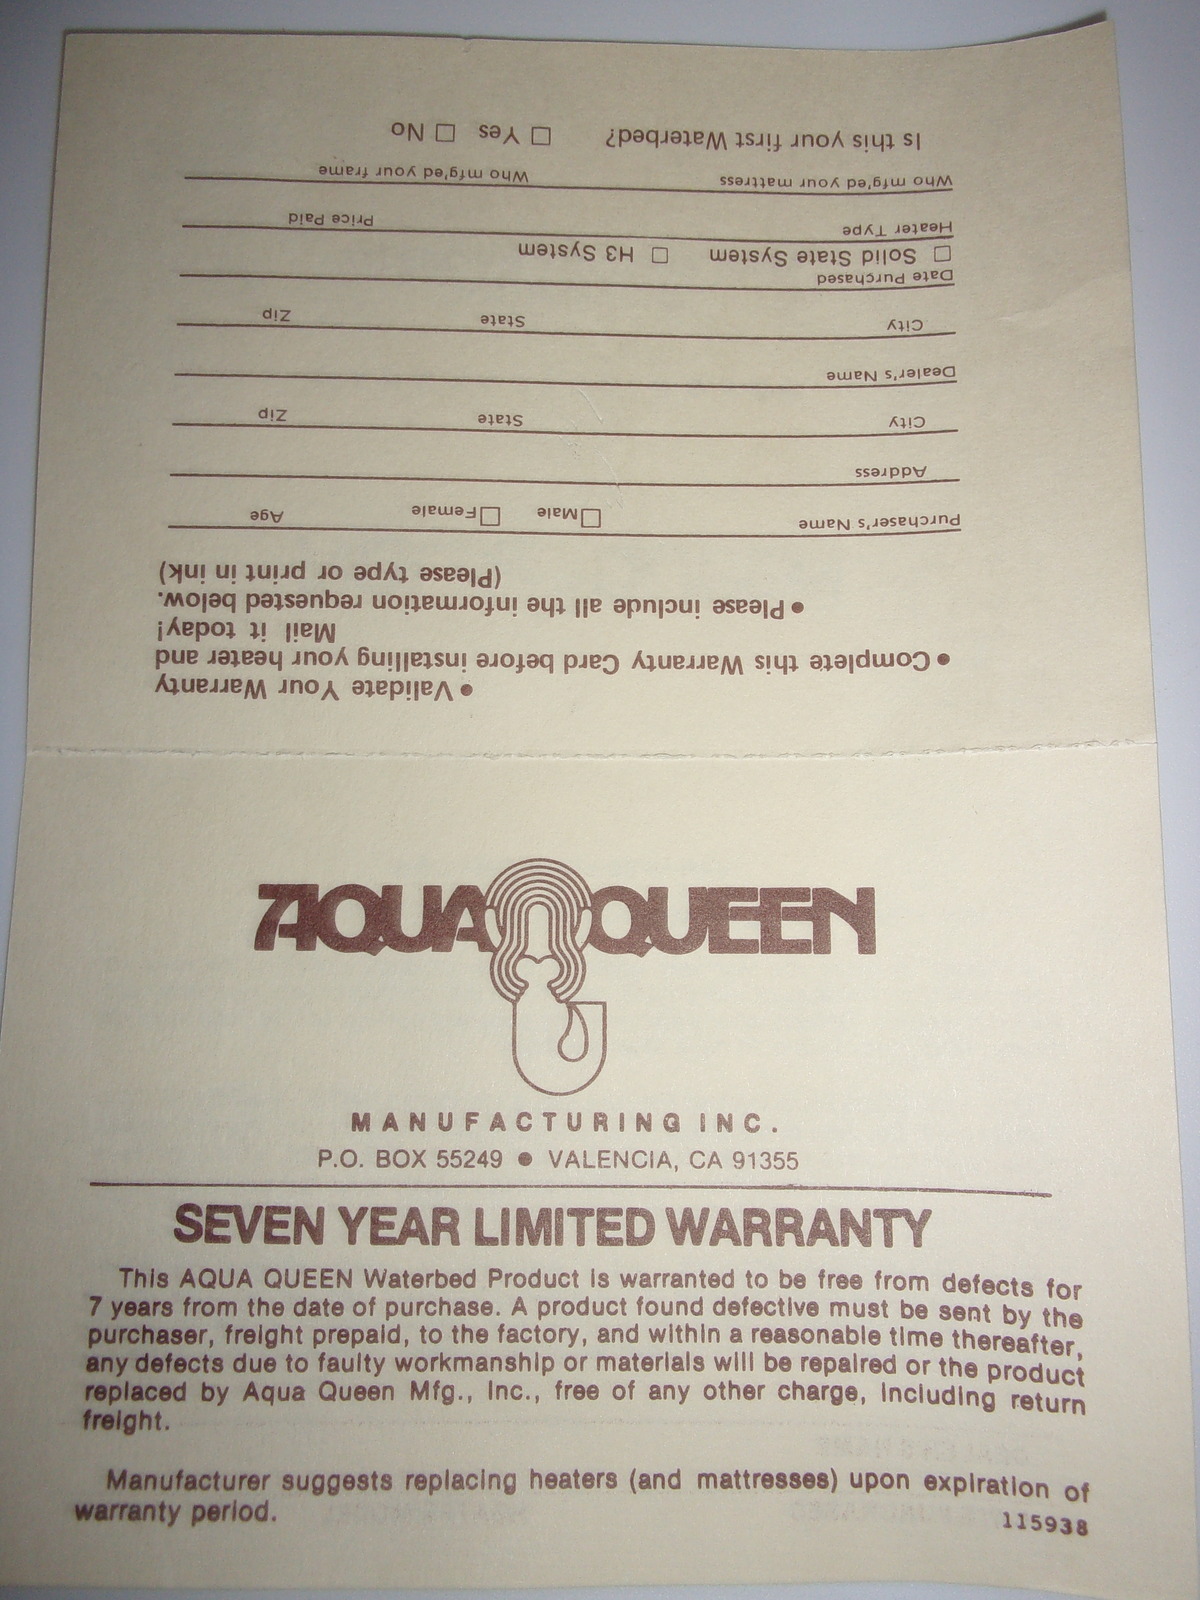 AQUA QUEEN
MANUFACTURING INC.
P.O. BOX 55249 ● VALENCIA, CA 91355
SEVEN YEAR LIMITED WARRANTY
This AQUA QUEEN Waterbed Product is warranted to be free from defects for
7 years from the date of purchase. A product found defective must be sent by the
purchaser, freight prepaid, to the factory, and within a reasonable time thereafter,
any defects due to faulty workmanship or materials will be repaired or the product
replaced by Aqua Queen Mfg., Inc., free of any other charge, including return
freight.
Manufacturer suggests replacing heaters (and mattresses) upon expiration of
warranty period.
115938
● Validate Your Warranty
● Complete this Warranty Card before installing your heater and
Mail it today!
● Please include all the information requested below.
(Please type or print in ink)
Purchaser's Name □ Male □ Female Age
Address
City State Zip
Dealer's Name
City State Zip
Date Purchased
□ Solid State System □ H3 System
Heater Type Price Paid
Who mfg'ed your mattress Who mfg'ed your frame
Is this your first Waterbed? □ Yes □ No